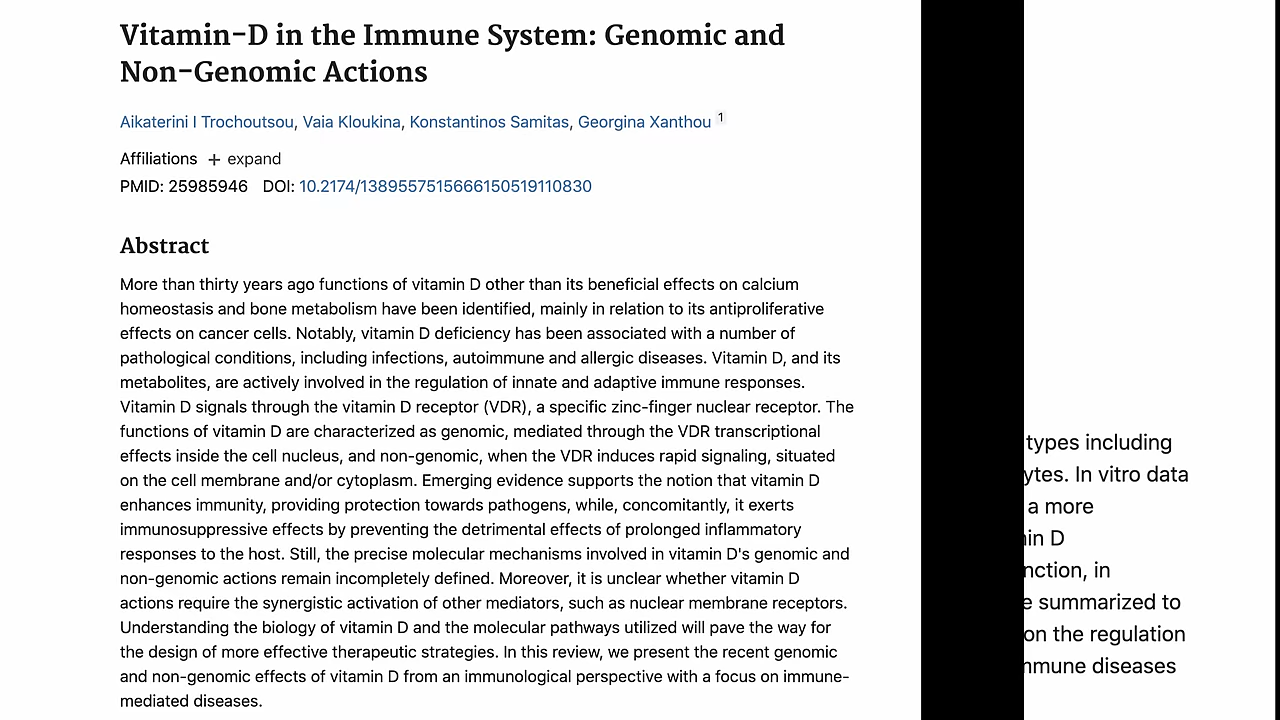 Vitamin-D in the Immune System: Genomic and
Non-Genomic Actions
Aikaterini I Trochoutsou, Vaia Kloukina, Konstantinos Samitas, Georgina Xanthou 1
Affiliations + expand
PMID: 25985946 DOI: 10.2174/1389557515666150519110830
Abstract
More than thirty years ago functions of vitamin D other than its beneficial effects on calcium
homeostasis and bone metabolism have been identified, mainly in relation to its antiproliferative
effects on cancer cells. Notably, vitamin D deficiency has been associated with a number of
pathological conditions, including infections, autoimmune and allergic diseases. Vitamin D, and its
metabolites, are actively involved in the regulation of innate and adaptive immune responses.
Vitamin D signals through the vitamin D receptor (VDR), a specific zinc-finger nuclear receptor. The
functions of vitamin D are characterized as genomic, mediated through the VDR transcriptional
effects inside the cell nucleus, and non-genomic, when the VDR induces rapid signaling, situated
on the cell membrane and/or cytoplasm. Emerging evidence supports the notion that vitamin D
enhances immunity, providing protection towards pathogens, while, concomitantly, it exerts
immunosuppressive effects by preventing the detrimental effects of prolonged inflammatory
responses to the host. Still, the precise molecular mechanisms involved in vitamin D's genomic and
non-genomic actions remain incompletely defined. Moreover, it is unclear whether vitamin D
actions require the synergistic activation of other mediators, such as nuclear membrane receptors.
Understanding the biology of vitamin D and the molecular pathways utilized will pave the way for
the design of more effective therapeutic strategies. In this review, we present the recent genomic
and non-genomic effects of vitamin D from an immunological perspective with a focus on immune-
mediated diseases.
types including
In vitro data
a more
D
in
summarized to
on the regulation
diseases